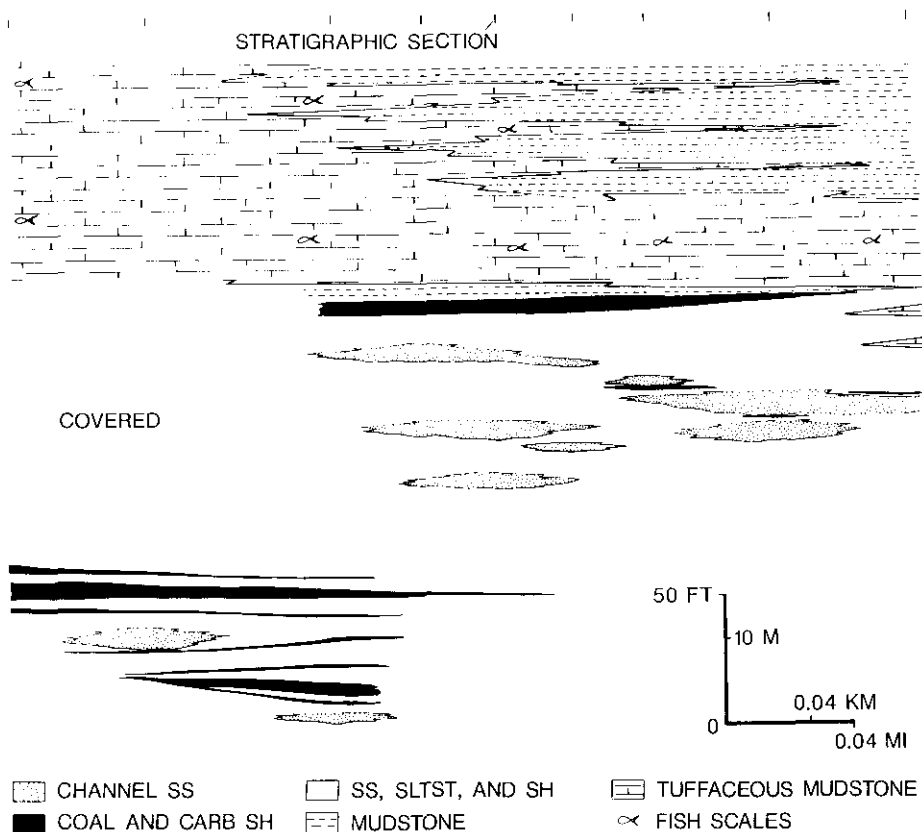 STRATIGRAPHIC SECTION
COVERED
50 FT
10 M
0.04 KM
0
0.04 MI
CHANNEL SS
SS, SLTST, AND SH
TUFFACEOUS MUDSTONE
COAL AND CARB SH
MUDSTONE
FISH SCALES